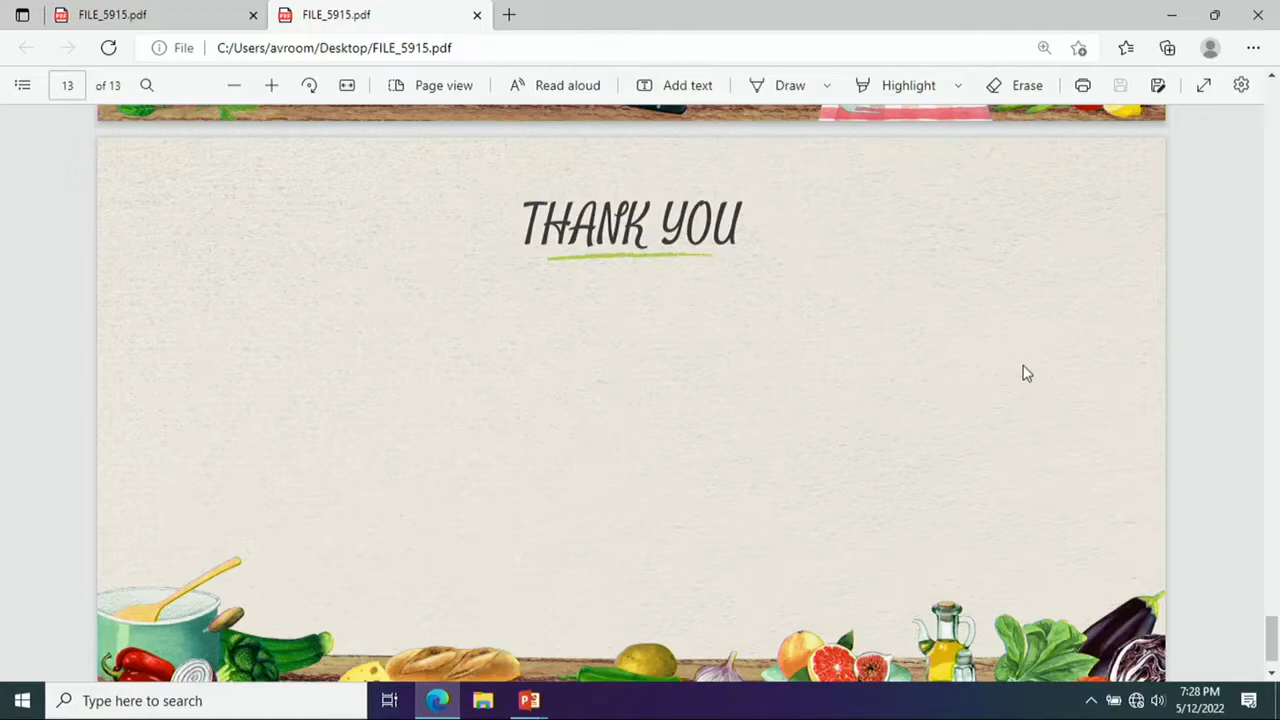 FILE_5915.pdf
FILE_5915.pdf
File C:/Users/avroom/Desktop/FILE_5915.pdf
13 of 13 Page view Read aloud Add text Draw Highlight Erase
THANK YOU
Type here to search
7:28 PM
5/12/2022